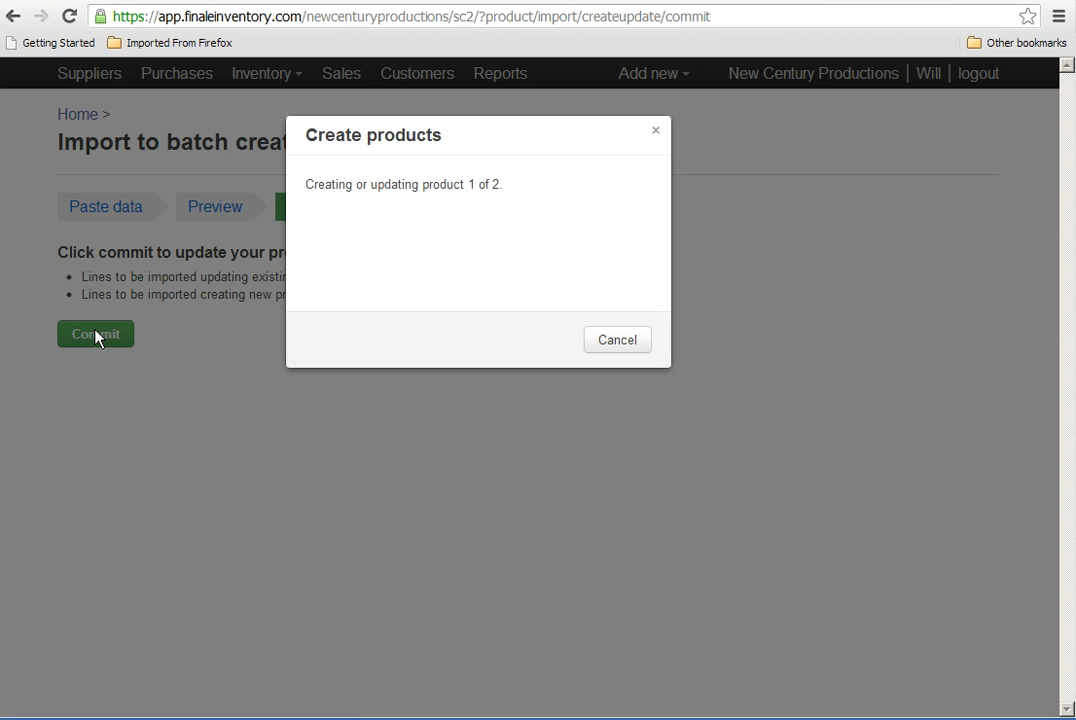 https://app.finaleinventory.com/newcenturyproductions/sc2/?product/import/createupdate/commit
Getting Started Imported From Firefox Other bookmarks
Suppliers Purchases Inventory Sales Customers Reports Add new New Century Productions | Will | logout
Home >
Import to batch creat
Create products
×
Creating or updating product 1 of 2.
Paste data Preview
Click commit to update your pr
Lines to be imported updating existin
Lines to be imported creating new pr
Commit
Cancel